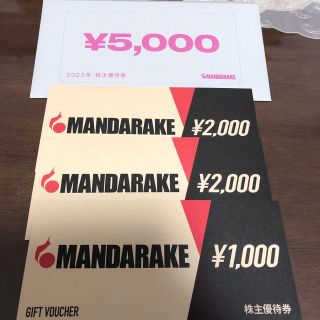 ¥5,000
2023年 株主優待券 MANDARAKE
MANDARAKE ¥2,000
MANDARAKE ¥2,000
MANDARAKE ¥1,000
GIFT VOUCHER 株主優待券